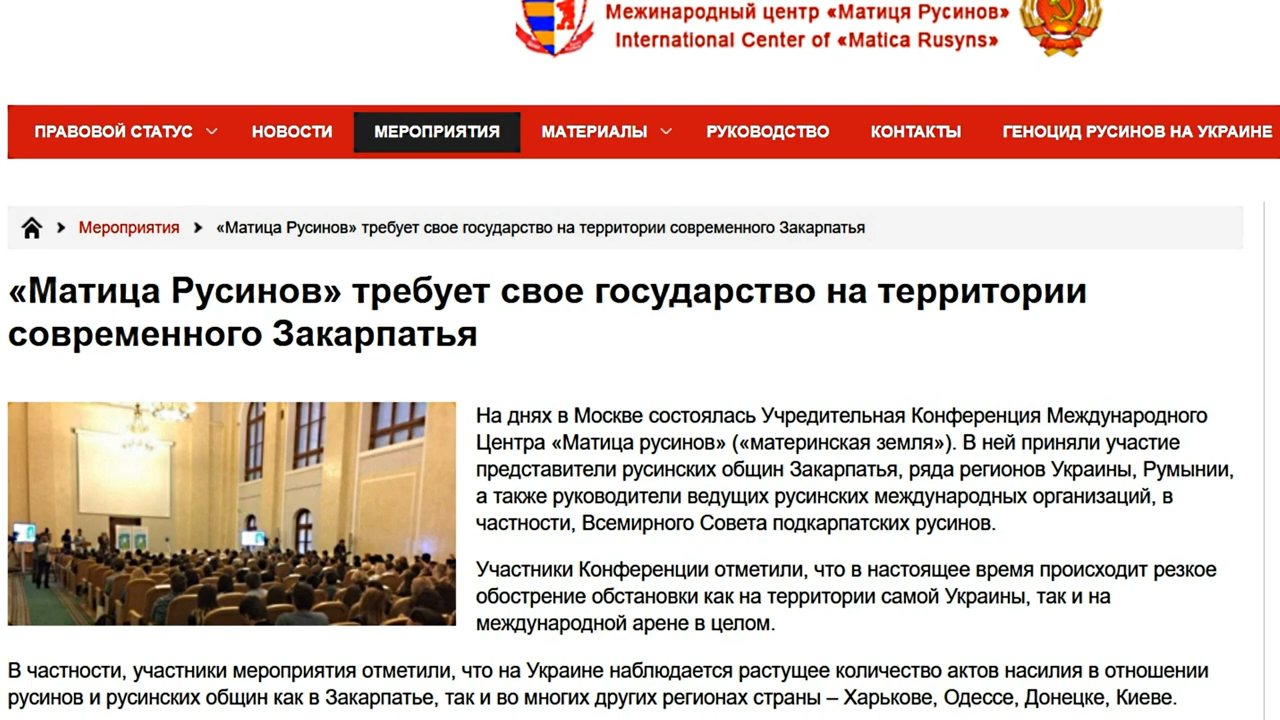 Межинародный центр «Матиця Русинов»
International Center of «Matica Rusyns»
ПРАВОВОЙ СТАТУС НОВОСТИ МЕРОПРИЯТИЯ МАТЕРИАЛЫ РУКОВОДСТВО КОНТАКТЫ ГЕНОЦИД РУСИНОВ НА УКРАИНЕ
Мероприятия «Матица Русинов» требует свое государство на территории современного Закарпатья
«Матица Русинов» требует свое государство на территории
современного Закарпатья
На днях в Москве состоялась Учредительная Конференция Международного
Центра «Матица русинов» («материнская земля»). В ней приняли участие
представители русинских общин Закарпатья, ряда регионов Украины, Румынии,
а также руководители ведущих русинских международных организаций, в
частности, Всемирного Совета подкарпатских русинов.
Участники Конференции отметили, что в настоящее время происходит резкое
обострение обстановки как на территории самой Украины, так и на
международной арене в целом.
В частности, участники мероприятия отметили, что на Украине наблюдается растущее количество актов насилия в отношении
русинов и русинских общин как в Закарпатье, так и во многих других регионах страны – Харькове, Одессе, Донецке, Киеве.